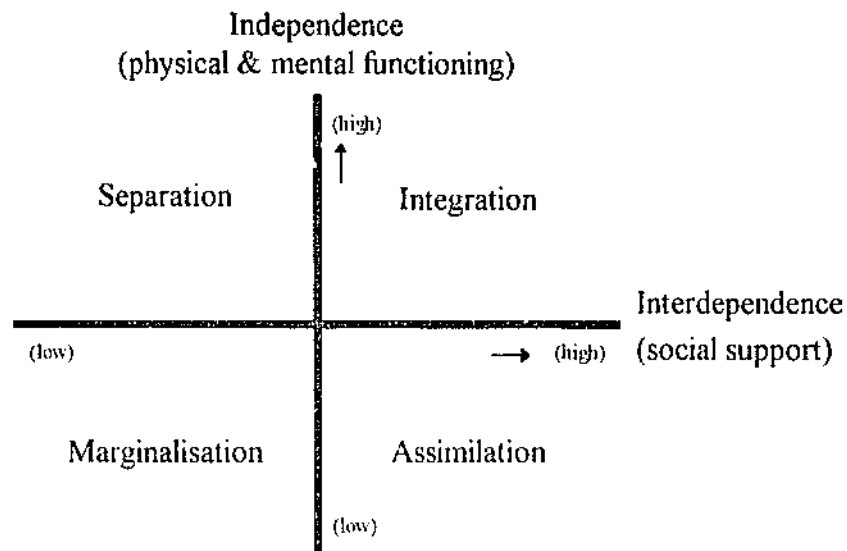 Independence
(physical & mental functioning)
(high)
Separation
Integration
Interdependence
(low)
(high)
(social support)
Marginalisation
Assimilation
(low)